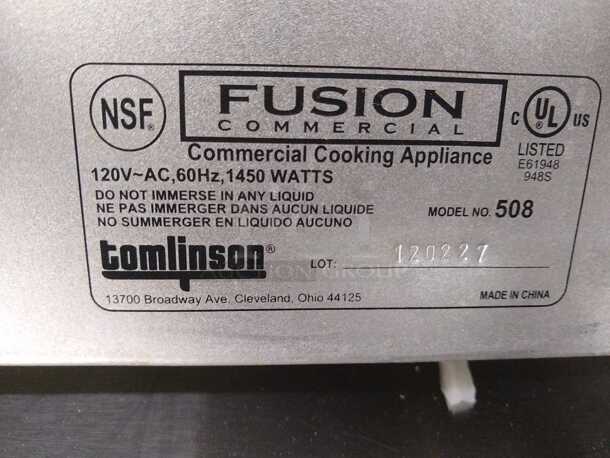 NSF®
FUSION
COMMERCIAL
C UL® US
LISTED
E61948
948S
Commercial Cooking Appliance
120V~AC,60Hz,1450 WATTS
DO NOT IMMERSE IN ANY LIQUID
NE PAS IMMERGER DANS AUCUN LIQUIDE
NO SUMMERGER EN LIQUIDO AUCUNO
MODEL NO. 508
tomlinson®
LOT: 120227
AUCTION GROUP
13700 Broadway Ave. Cleveland, Ohio 44125
MADE IN CHINA